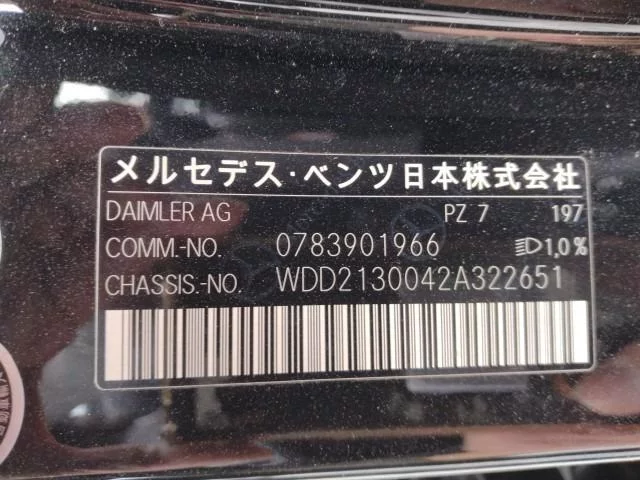 メルセデス・ベンツ日本株式会社
DAIMLER AG PZ 7 197
COMM.-NO. 0783901966 1,0%
CHASSIS.-NO. WDD2130042A322651